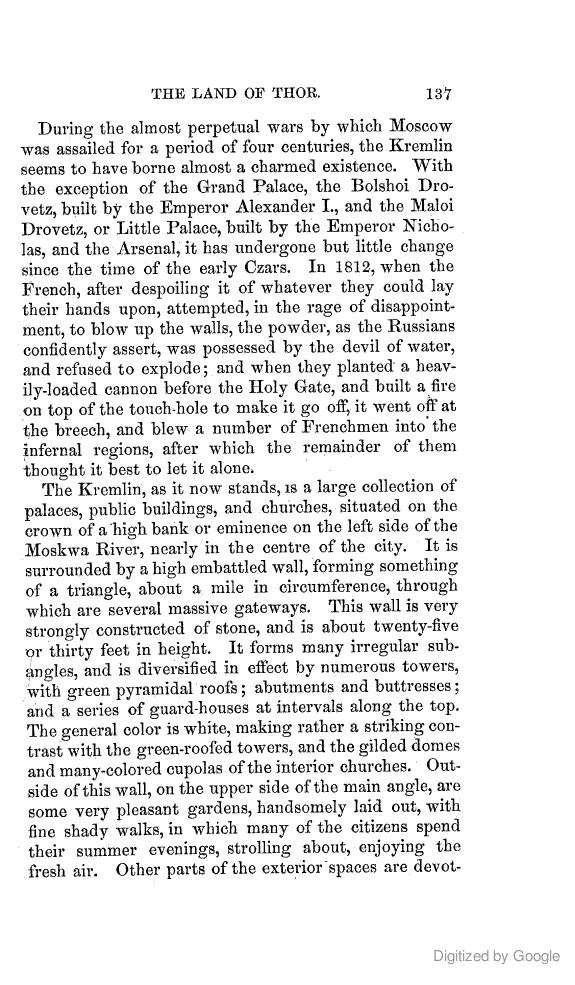 THE LAND OF THOR. 137
During the almost perpetual wars by which Moscow
was assailed for a period of four centuries, the Kremlin
seems to have borne almost a charmed existence. With
the exception of the Grand Palace, the Bolshoi Dro-
vetz, built by the Emperor Alexander I., and the Maloi
Drovetz, or Little Palace, built by the Emperor Nicho-
las, and the Arsenal, it has undergone but little change
since the time of the early Czars. In 1812, when the
French, after despoiling it of whatever they could lay
their hands upon, attempted, in the rage of disappoint-
ment, to blow up the walls, the powder, as the Russians
confidently assert, was possessed by the devil of water,
and refused to explode; and when they planted a heav-
ily-loaded cannon before the Holy Gate, and built a fire
on top of the touch-hole to make it go off, it went off at
the breech, and blew a number of Frenchmen into the
infernal regions, after which the remainder of them
thought it best to let it alone.
The Kremlin, as it now stands, is a large collection of
palaces, public buildings, and churches, situated on the
crown of a high bank or eminence on the left side of the
Moskwa River, nearly in the centre of the city. It is
surrounded by a high embattled wall, forming something
of a triangle, about a mile in circumference, through
which are several massive gateways. This wall is very
strongly constructed of stone, and is about twenty-five
or thirty feet in height. It forms many irregular sub-
angles, and is diversified in effect by numerous towers,
with green pyramidal roofs; abutments and buttresses;
and a series of guard-houses at intervals along the top.
The general color is white, making rather a striking con-
trast with the green-roofed towers, and the gilded domes
and many-colored cupolas of the interior churches. Out-
side of this wall, on the upper side of the main angle, are
some very pleasant gardens, handsomely laid out, with
fine shady walks, in which many of the citizens spend
their summer evenings, strolling about, enjoying the
fresh air. Other parts of the exterior spaces are devot-
Digitized by Google